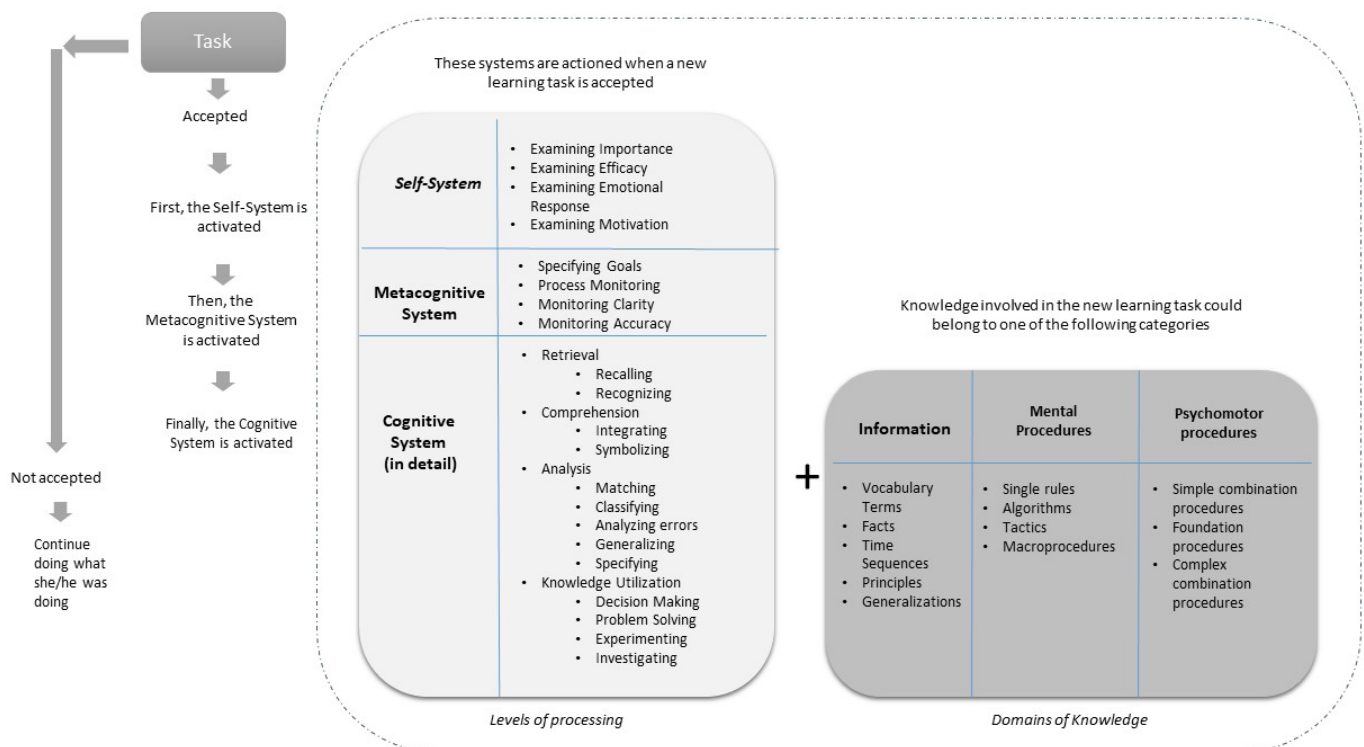 Task
Accepted
First, the Self-System is
activated
Then, the
Metacognitive System
is activated
Finally, the Cognitive
System is activated
Not accepted
Continue
doing what
she/he was
doing
These systems are actioned when a new
learning task is accepted
Self-System
• Examining Importance
• Examining Efficacy
• Examining Emotional
Response
• Examining Motivation
Metacognitive
System
• Specifying Goals
• Process Monitoring
• Monitoring Clarity
• Monitoring Accuracy
Cognitive
System
(in detail)
• Retrieval
• Recalling
• Recognizing
• Comprehension
• Integrating
• Symbolizing
• Analysis
• Matching
• Classifying
• Analyzing errors
• Generalizing
• Specifying
• Knowledge Utilization
• Decision Making
• Problem Solving
• Experimenting
• Investigating
Levels of processing
+
Knowledge involved in the new learning task could
belong to one of the following categories
Information
• Vocabulary
Terms
• Facts
• Time
Sequences
• Principles
• Generalizations
Mental
Procedures
• Single rules
• Algorithms
• Tactics
• Macroprocedures
Psychomotor
procedures
• Simple combination
procedures
• Foundation
procedures
• Complex
combination
procedures
Domains of Knowledge